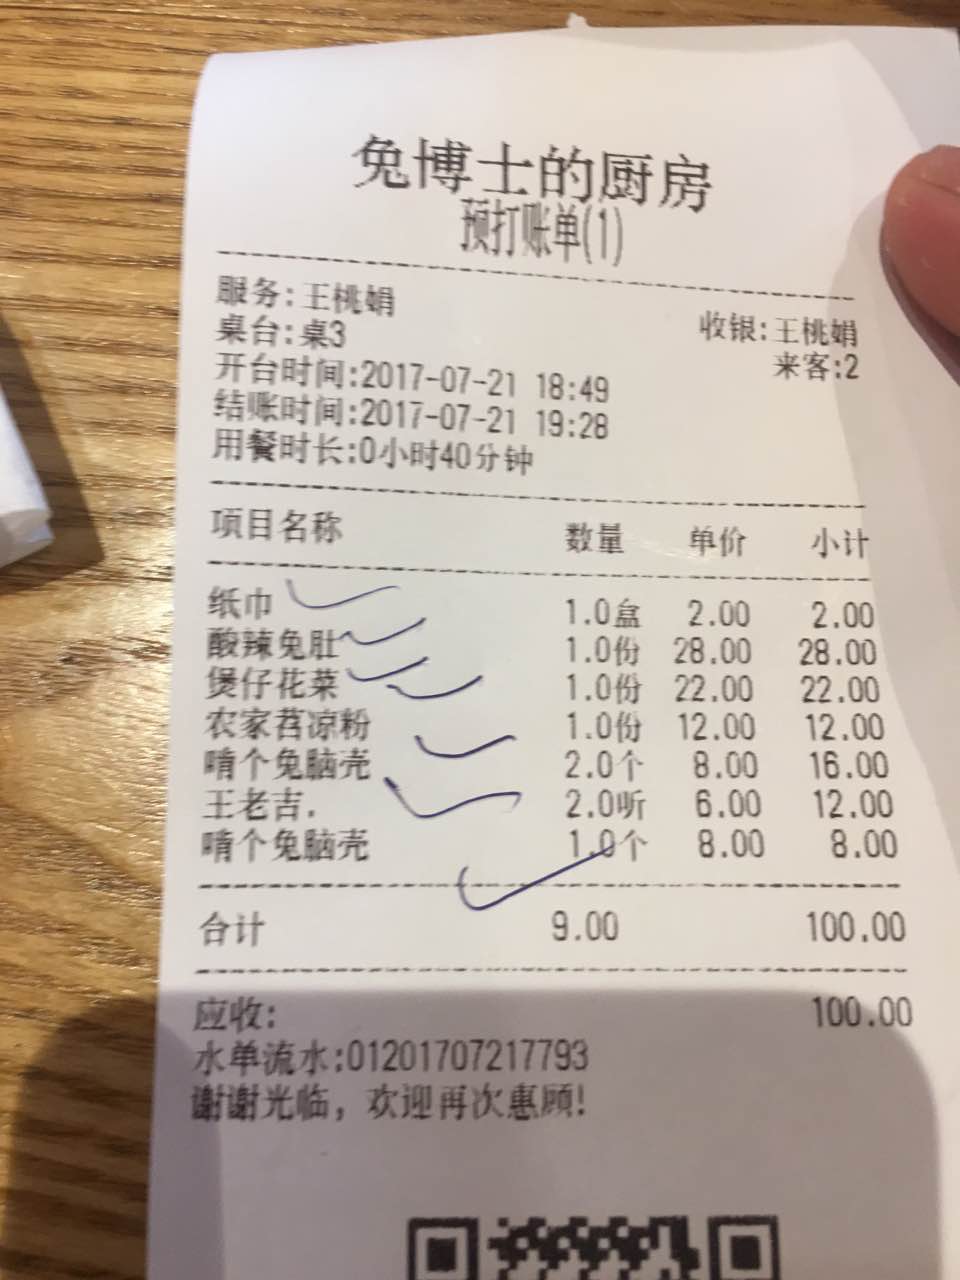 兔博士的厨房
预打账单(1)
服务:王桃娟
收银:王桃娟
桌台:桌3
来客:2
开台时间:2017-07-21 18:49
结账时间:2017-07-21 19:28
用餐时长:0小时40分钟
项目名称 数量 单价 小计
纸巾 1.0盒 2.00 2.00
酸辣兔肚 1.0份 28.00 28.00
煲仔花菜 1.0份 22.00 22.00
农家苕凉粉 1.0份 12.00 12.00
啃个兔脑壳 2.0个 8.00 16.00
王老吉. 2.0听 6.00 12.00
啃个兔脑壳 1.0个 8.00 8.00
合计 9.00 100.00
应收: 100.00
水单流水:01201707217793
谢谢光临，欢迎再次惠顾!